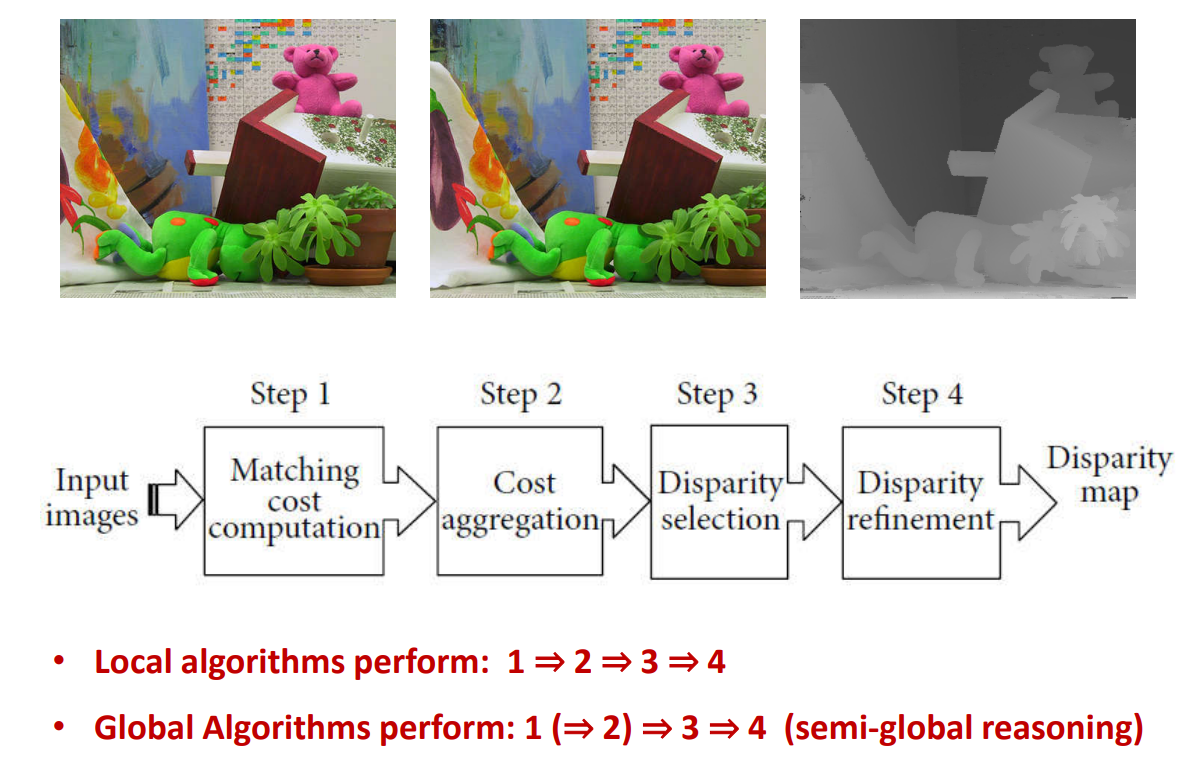 Step 1
Step 2
Step 3
Step 4
Input
images
Matching
cost
computation
Cost
aggregation
Disparity
selection
Disparity
refinement
Disparity
map
• Local algorithms perform: 1 ⇒ 2 ⇒ 3 ⇒ 4
• Global Algorithms perform: 1 (⇒ 2) ⇒ 3 ⇒ 4 (semi-global reasoning)